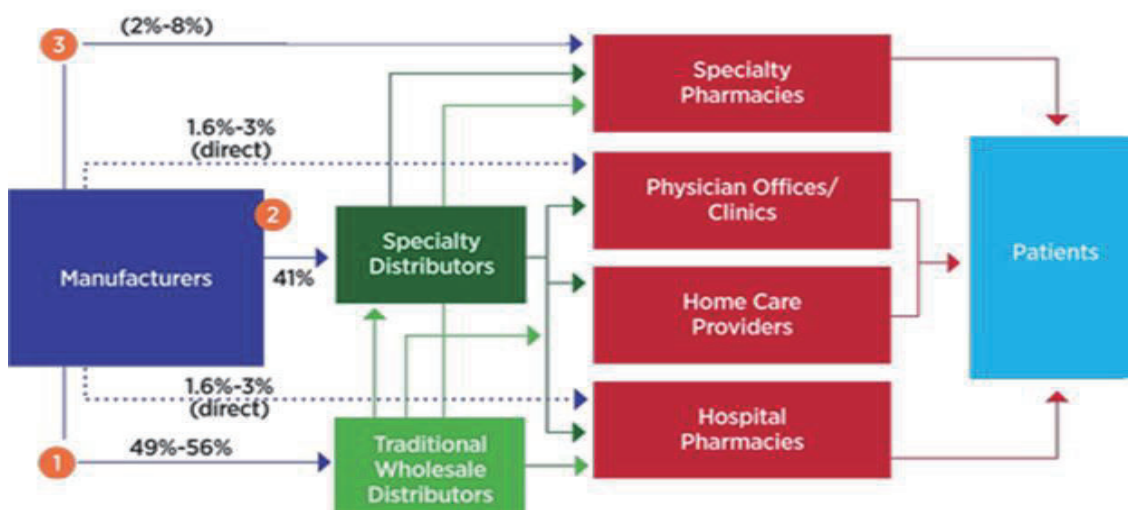 3
(2%-8%)
Specialty
Pharmacies
1.6%-3%
(direct)
Physician Offices/
Clinics
2
Manufacturers
41%
Specialty
Distributors
Patients
Home Care
Providers
1.6%-3%
(direct)
Hospital
Pharmacies
1
49%-56%
Traditional
Wholesale
Distributors